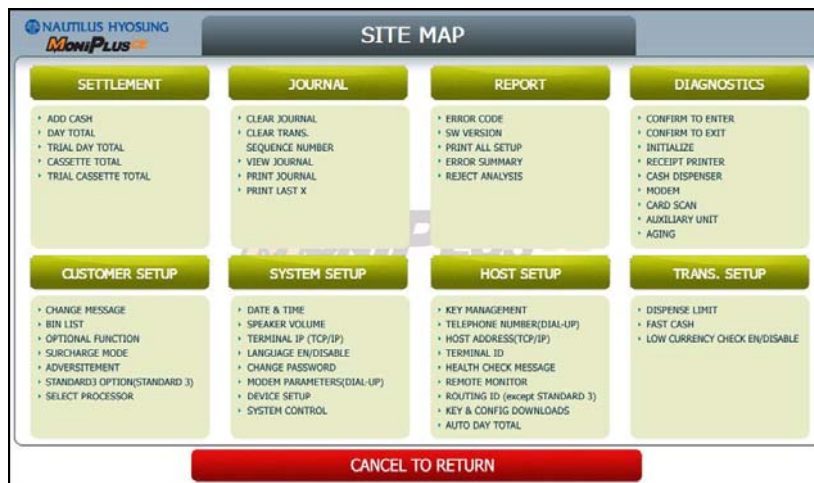 NAUTILUS HYOSUNG
MONIPLUS CE
SITE MAP
SETTLEMENT
ADD CASH
DAY TOTAL
TRIAL DAY TOTAL
CASSETTE TOTAL
TRIAL CASSETTE TOTAL
JOURNAL
CLEAR JOURNAL
CLEAR TRANS.
SEQUENCE NUMBER
VIEW JOURNAL
PRINT JOURNAL
PRINT LAST X
REPORT
ERROR CODE
SW VERSION
PRINT ALL SETUP
ERROR SUMMARY
REJECT ANALYSIS
DIAGNOSTICS
CONFIRM TO ENTER
CONFIRM TO EXIT
INITIALIZE
RECEIPT PRINTER
CASH DISPENSER
MODEM
CARD SCAN
AUXILIARY UNIT
AGING
CUSTOMER SETUP
CHANGE MESSAGE
BIN LIST
OPTIONAL FUNCTION
SURCHARGE MODE
ADVERSITEMENT
STANDARD3 OPTION(STANDARD 3)
SELECT PROCESSOR
SYSTEM SETUP
DATE & TIME
SPEAKER VOLUME
TERMINAL IP (TCP/IP)
LANGUAGE EN/DISABLE
CHANGE PASSWORD
MODEM PARAMETERS(DIAL-UP)
DEVICE SETUP
SYSTEM CONTROL
HOST SETUP
KEY MANAGEMENT
TELEPHONE NUMBER(DIAL-UP)
HOST ADDRESS(TCP/IP)
TERMINAL ID
HEALTH CHECK MESSAGE
REMOTE MONITOR
ROUTING ID (except STANDARD 3)
KEY & CONFIG DOWNLOADS
AUTO DAY TOTAL
TRANS. SETUP
DISPENSE LIMIT
FAST CASH
LOW CURRENCY CHECK EN/DISABLE
CANCEL TO RETURN